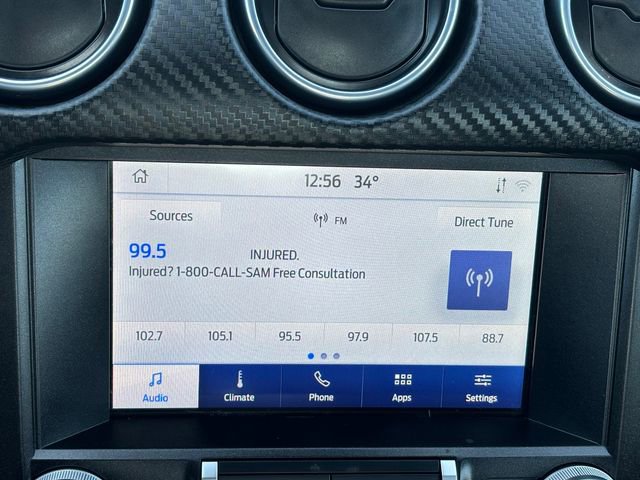 12:56 34°
Sources FM Direct Tune
99.5 INJURED.
Injured? 1-800-CALL-SAM Free Consultation
102.7 105.1 95.5 97.9 107.5 88.7
Audio Climate Phone Apps Settings